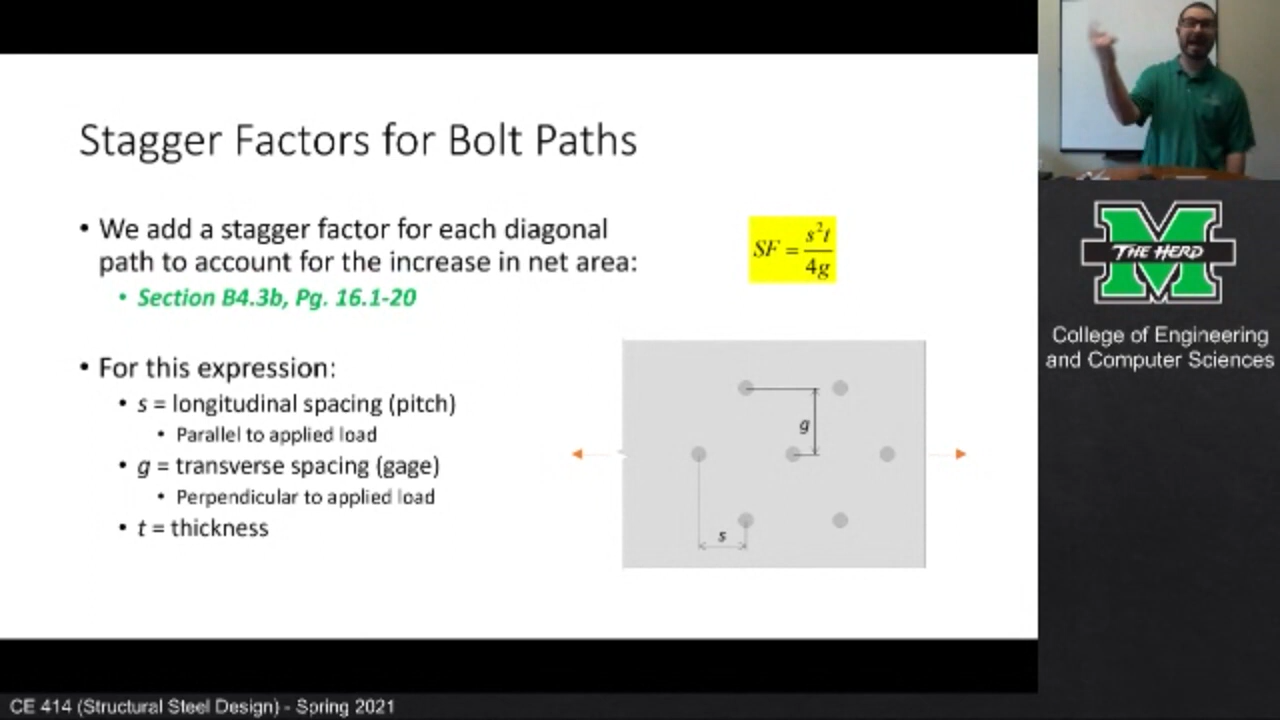 Stagger Factors for Bolt Paths
• We add a stagger factor for each diagonal
path to account for the increase in net area:
• Section B4.3b, Pg. 16.1-20
SF = s²t / 4g
• For this expression:
• s = longitudinal spacing (pitch)
• Parallel to applied load
• g = transverse spacing (gage)
• Perpendicular to applied load
• t = thickness
g
s
THE HERD
College of Engineering
and Computer Sciences
CE 414 (Structural Steel Design) - Spring 2021